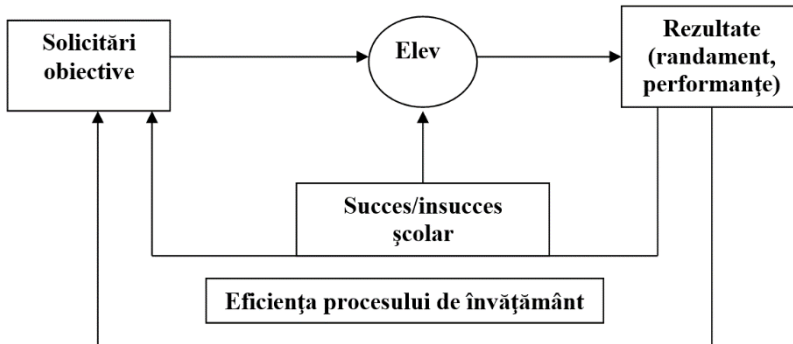 Solicitări
obiective
Elev
Rezultate
(randament,
performanţe)
Succes/insucces
şcolar
Eficienţa procesului de învăţământ